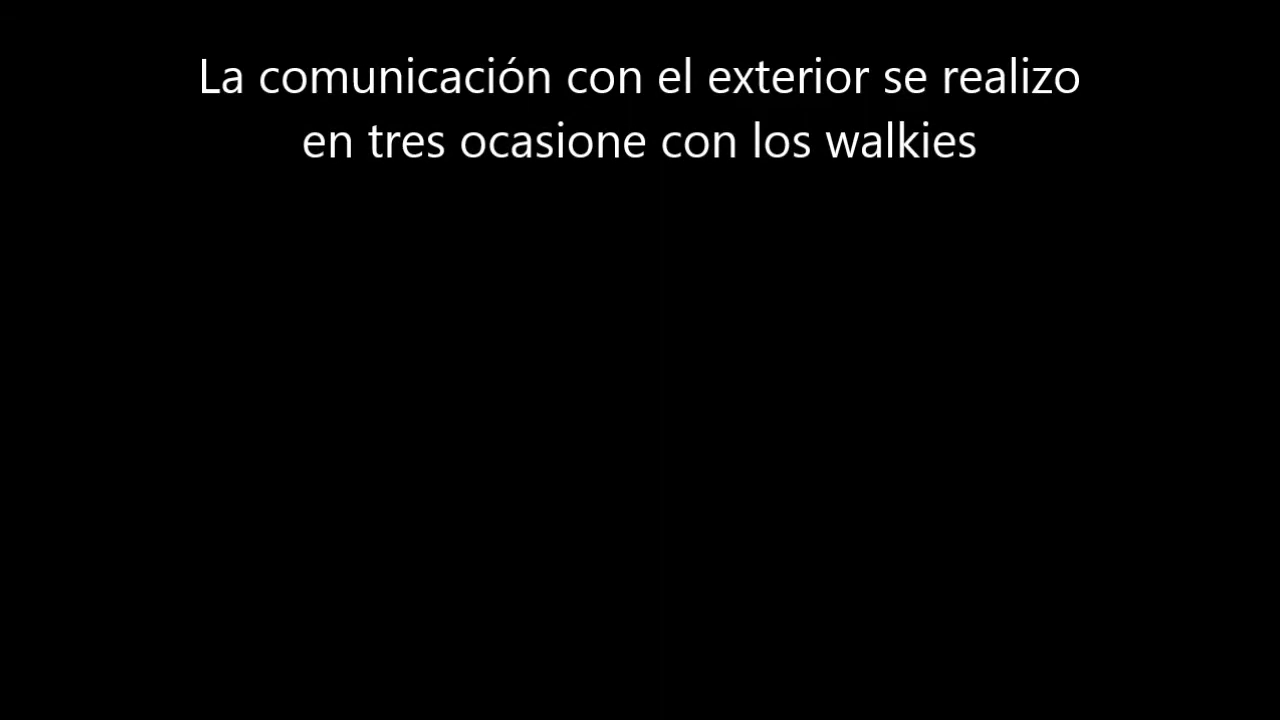 La comunicación con el exterior se realizo
en tres ocasione con los walkies